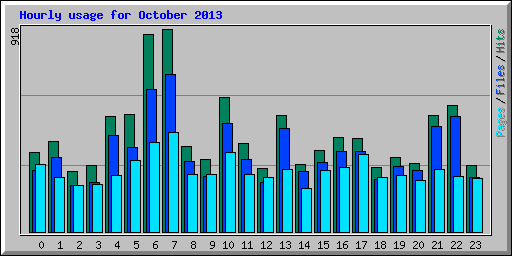 Hourly usage for October 2013
918
Pages / Files / Hits
0 1 2 3 4 5 6 7 8 9 10 11 12 13 14 15 16 17 18 19 20 21 22 23